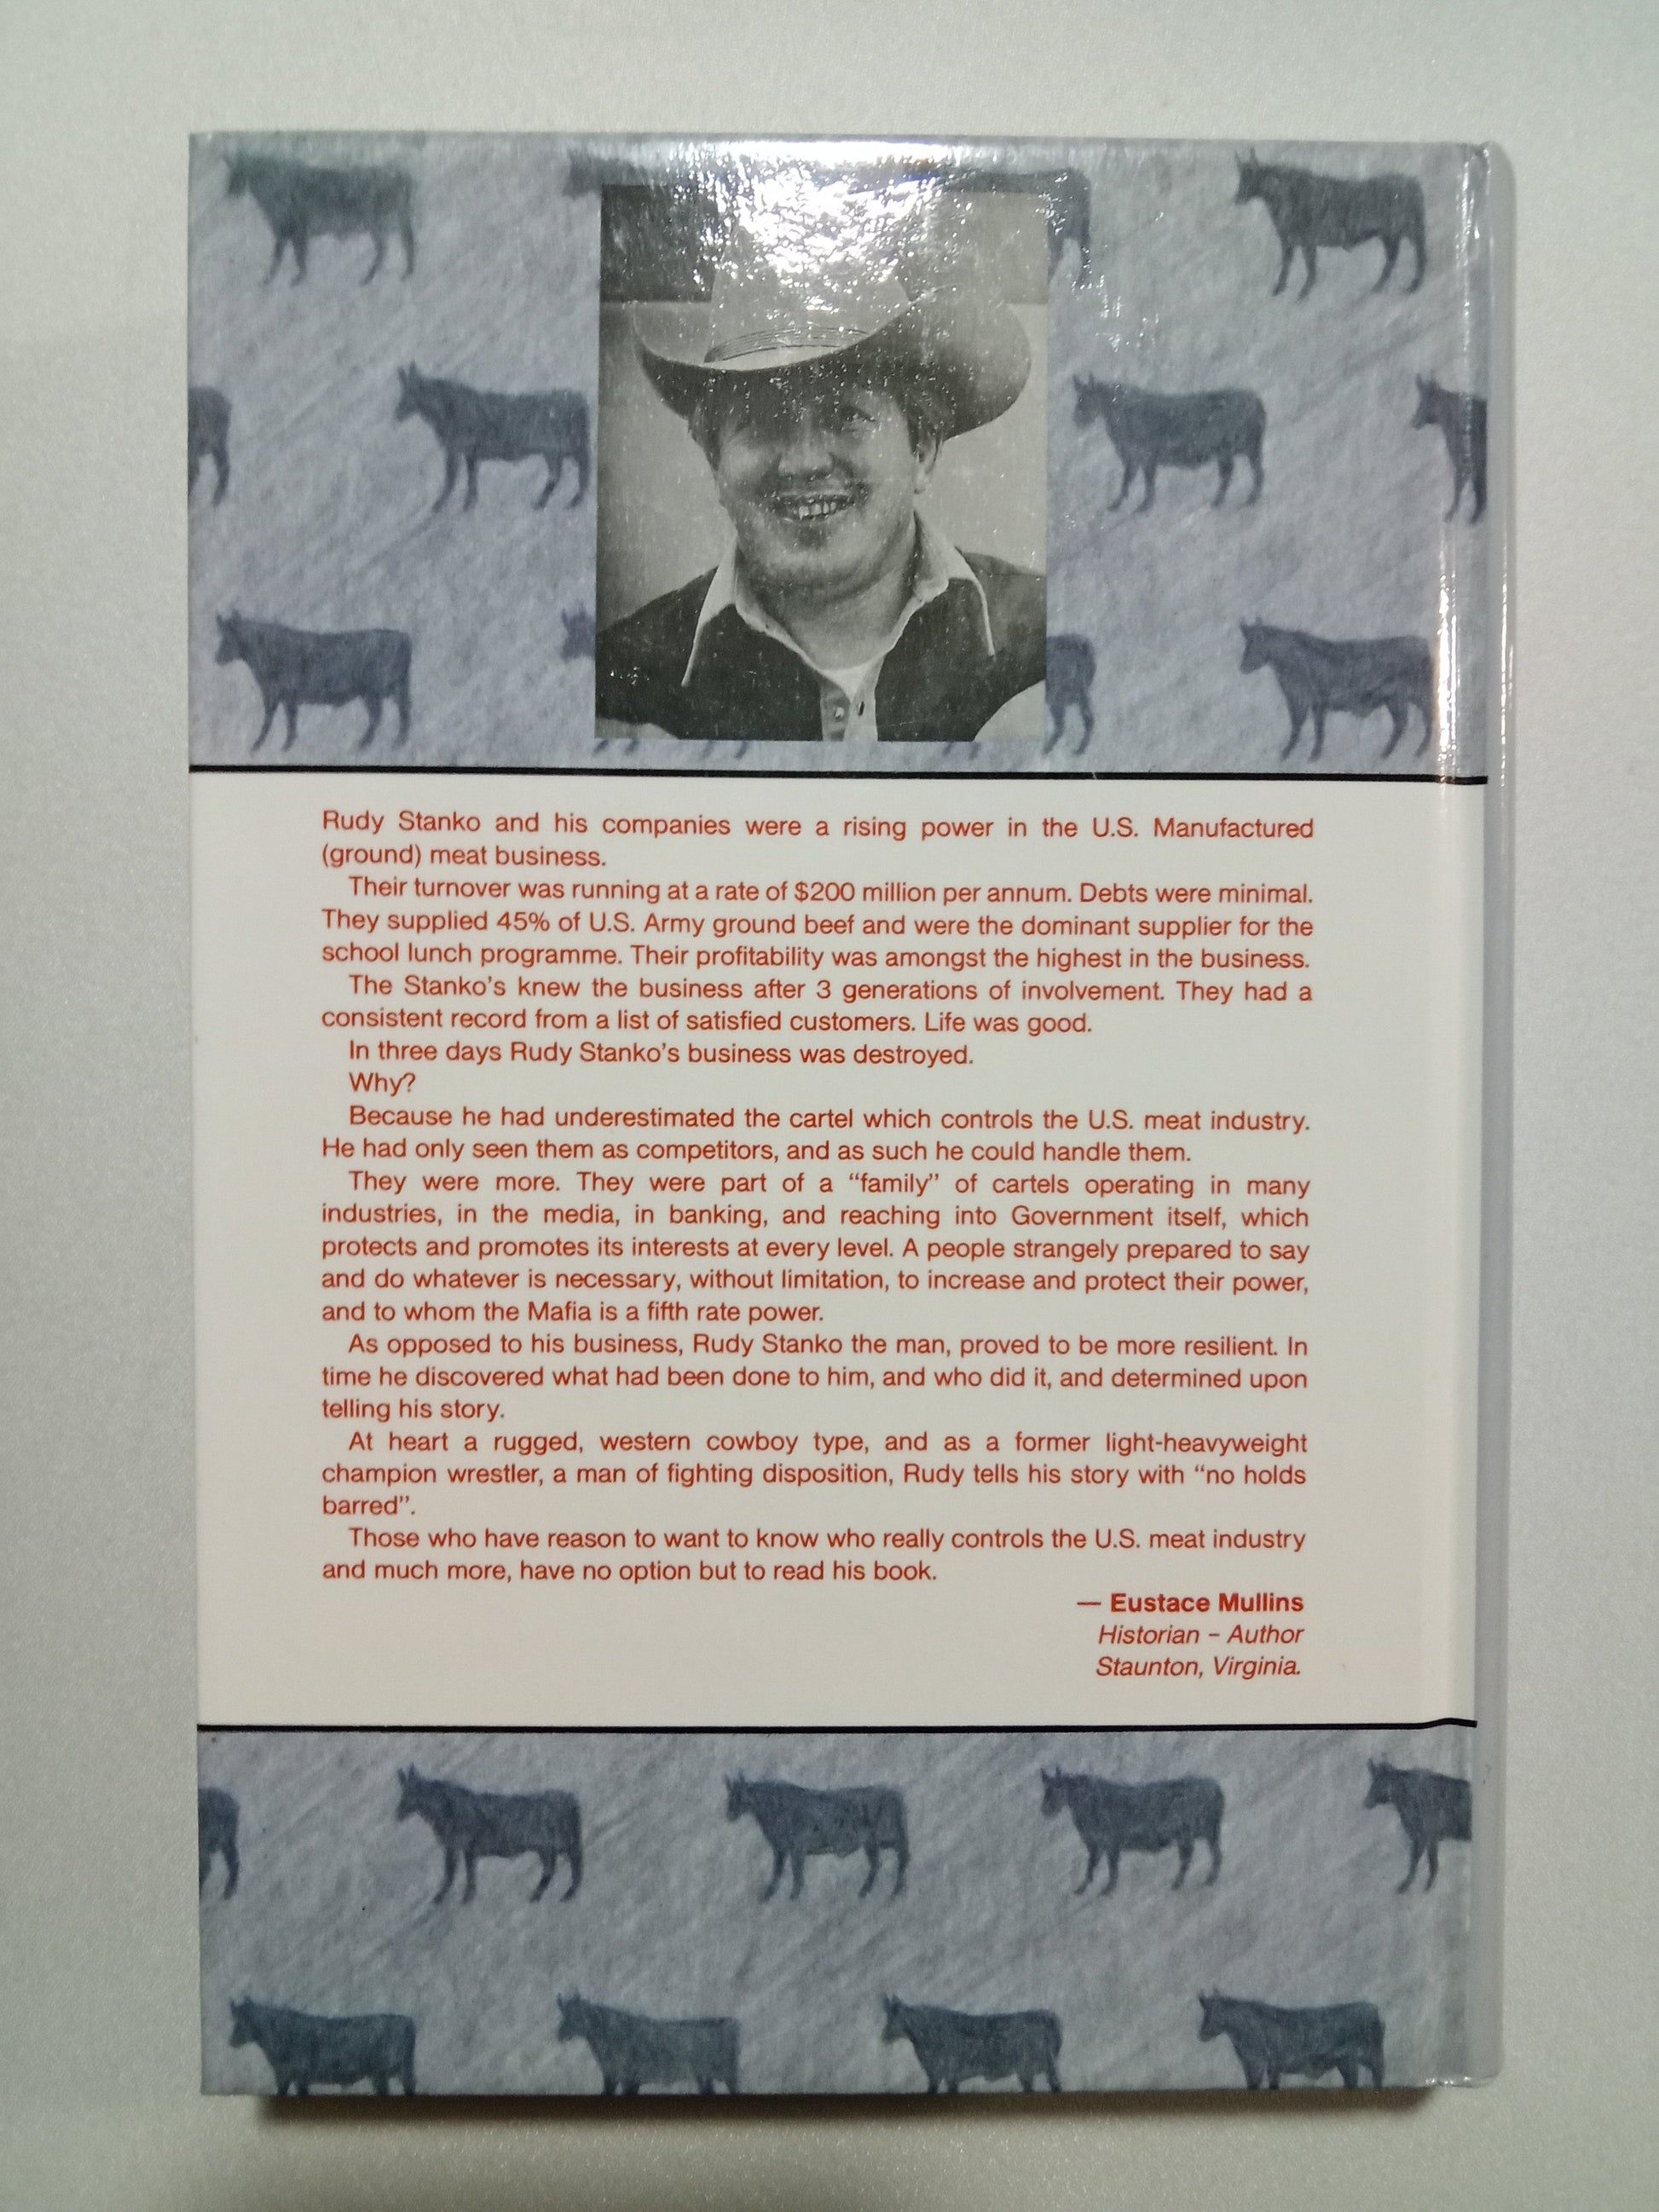 Rudy Stanko and his companies were a rising power in the U.S. Manufactured
(ground) meat business.
Their turnover was running at a rate of $200 million per annum. Debts were minimal.
They supplied 45% of U.S. Army ground beef and were the dominant supplier for the
school lunch programme. Their profitability was amongst the highest in the business.
The Stanko's knew the business after 3 generations of involvement. They had a
consistent record from a list of satisfied customers. Life was good.
In three days Rudy Stanko's business was destroyed.
Why?
Because he had underestimated the cartel which controls the U.S. meat industry.
He had only seen them as competitors, and as such he could handle them.
They were more. They were part of a “family” of cartels operating in many
industries, in the media, in banking, and reaching into Government itself, which
protects and promotes its interests at every level. A people strangely prepared to say
and do whatever is necessary, without limitation, to increase and protect their power,
and to whom the Mafia is a fifth rate power.
As opposed to his business, Rudy Stanko the man, proved to be more resilient. In
time he discovered what had been done to him, and who did it, and determined upon
telling his story.
At heart a rugged, western cowboy type, and as a former light-heavyweight
champion wrestler, a man of fighting disposition, Rudy tells his story with “no holds
barred”.
Those who have reason to want to know who really controls the U.S. meat industry
and much more, have no option but to read his book.
— Eustace Mullins
Historian – Author
Staunton, Virginia.